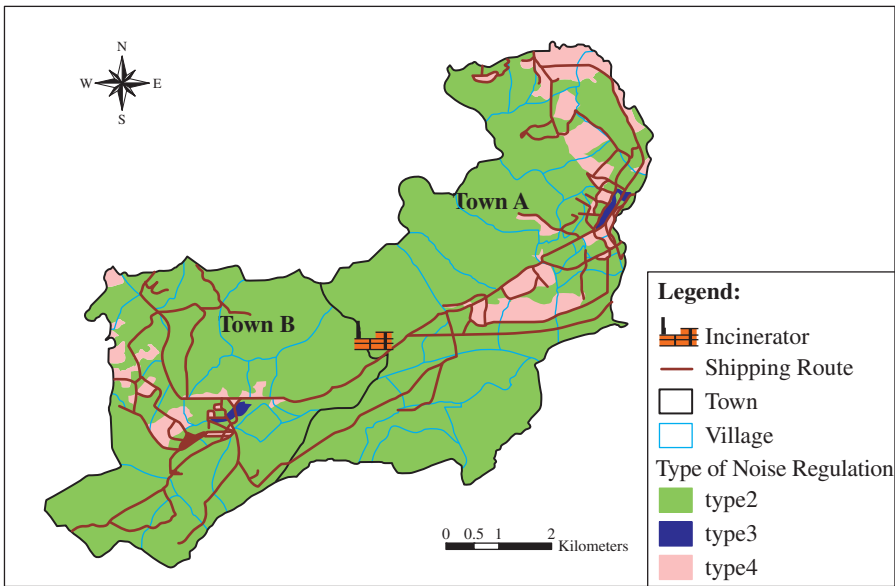 N
W E
S
Town A
Town B
Legend:
Incinerator
Shipping Route
Town
Village
Type of Noise Regulation
type2
type3
type4
0 0.5 1 2
Kilometers